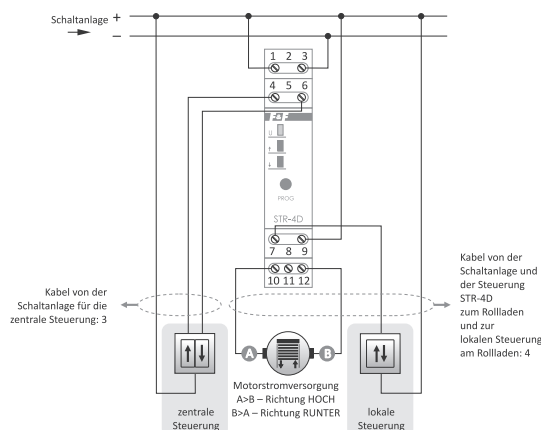 Schaltanlage +
−
1 2 3
4 5 6
F&F
U
↑
↓
PROG
STR-4D
7 8 9
10 11 12
Kabel von der
Schaltanlage für die
zentrale Steuerung: 3
Kabel von der
Schaltanlage und
der Steuerung
STR-4D
zum Rollladen
und zur
lokalen Steuerung
am Rollladen: 4
A
B
Motorstromversorgung
A>B – Richtung HOCH
B>A – Richtung RUNTER
zentrale
Steuerung
lokale
Steuerung